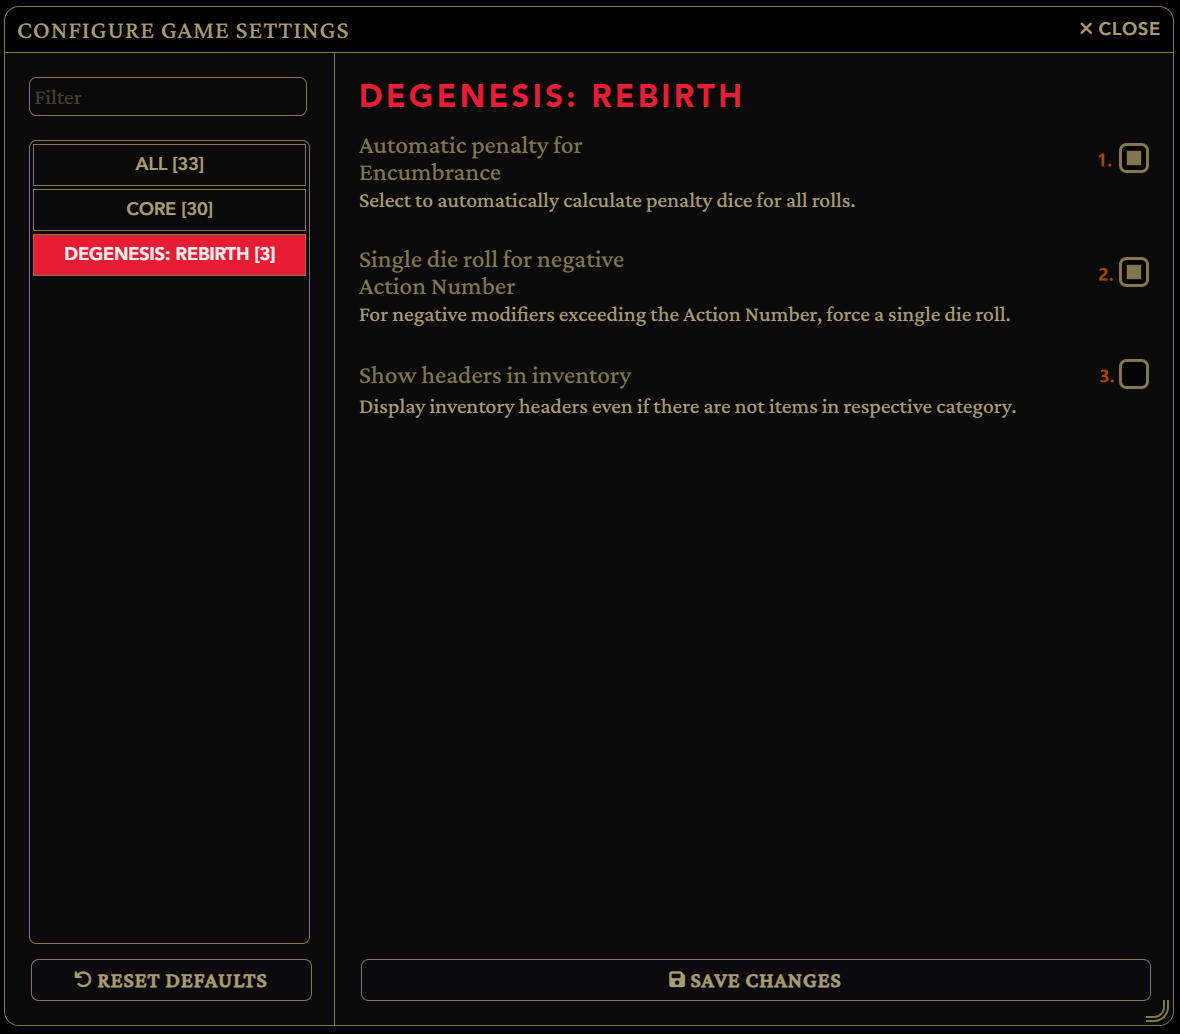 CONFIGURE GAME SETTINGS
× CLOSE
Filter
ALL [33]
CORE [30]
DEGENESIS: REBIRTH [3]
RESET DEFAULTS
DEGENESIS: REBIRTH
Automatic penalty for
Encumbrance
1.
Select to automatically calculate penalty dice for all rolls.
Single die roll for negative
Action Number
2.
For negative modifiers exceeding the Action Number, force a single die roll.
Show headers in inventory
3.
Display inventory headers even if there are not items in respective category.
SAVE CHANGES